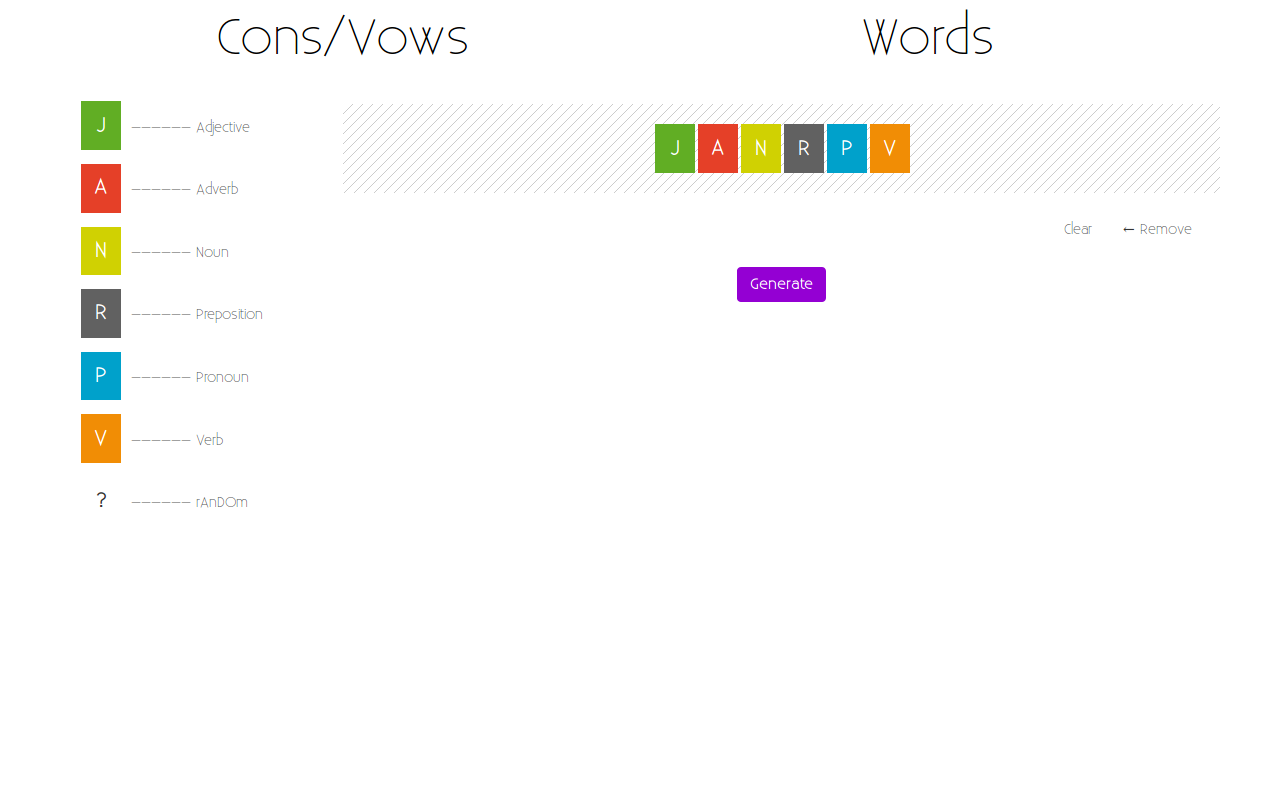 Cons/Vows
Words
J ------ Adjective
A ------ Adverb
N ------ Noun
R ------ Preposition
P ------ Pronoun
V ------ Verb
? ------ rAnDOm
J A N R P V
Clear ← Remove
Generate